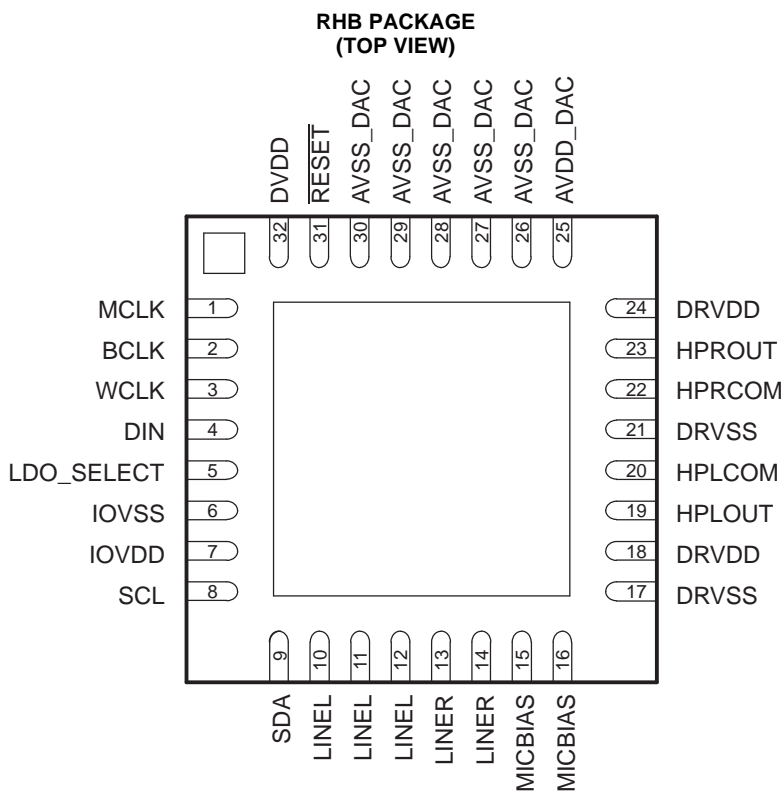 RHB PACKAGE
(TOP VIEW)
DVDD
RESET
AVSS_DAC
AVSS_DAC
AVSS_DAC
AVSS_DAC
AVSS_DAC
AVDD_DAC
32
31
30
29
28
27
26
25
MCLK 1
BCLK 2
WCLK 3
DIN 4
LDO_SELECT 5
IOVSS 6
IOVDD 7
SCL 8
24 DRVDD
23 HPROUT
22 HPRCOM
21 DRVSS
20 HPLCOM
19 HPLOUT
18 DRVDD
17 DRVSS
9
10
11
12
13
14
15
16
SDA
LINEL
LINEL
LINEL
LINER
LINER
MICBIAS
MICBIAS